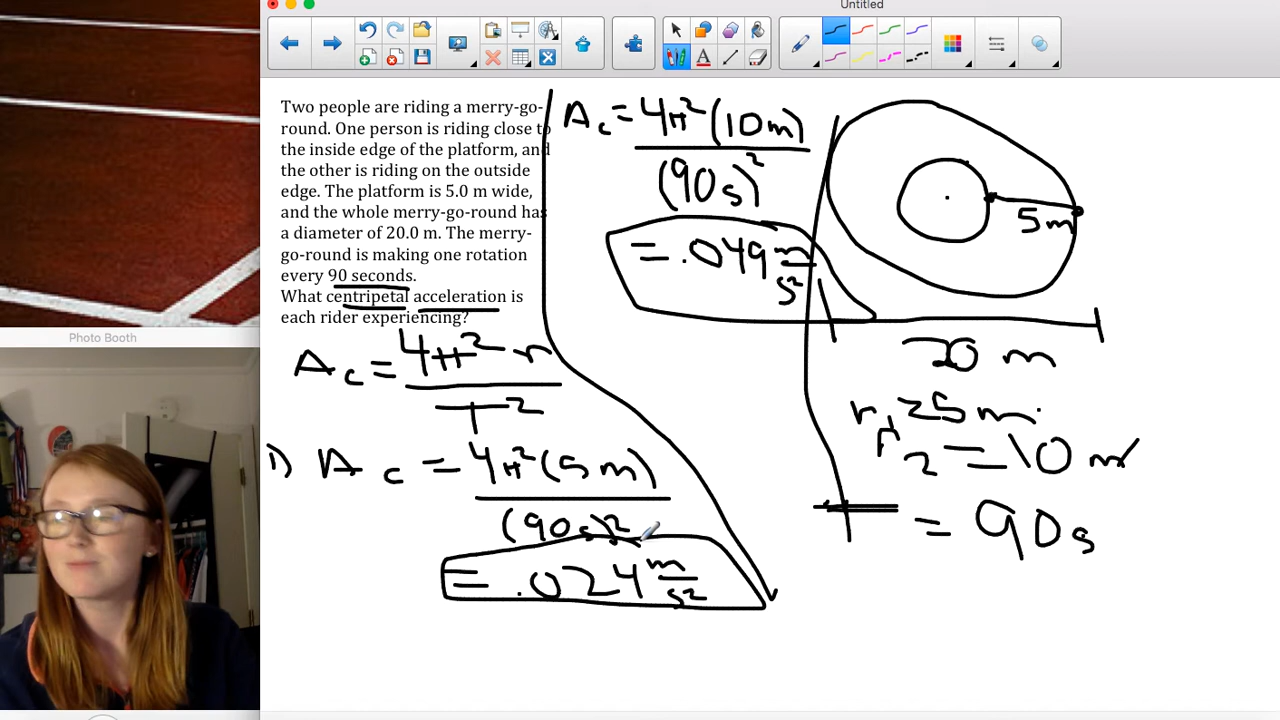 Untitled
Two people are riding a merry-go-
round. One person is riding close to
the inside edge of the platform, and
the other is riding on the outside
edge. The platform is 5.0 m wide,
and the whole merry-go-round has
a diameter of 20.0 m. The merry-
go-round is making one rotation
every 90 seconds.
What centripetal acceleration is
each rider experiencing?
Ac = 4π² r
T²
1) Ac = 4π²(5m)
(90s)²
= .024 m
s²
Ac = 4π²(10m)
(90s)²
= .049 m
s²
5m
20 m
r₁ = 5m
r₂ = 10 m
T = 90s
Photo Booth